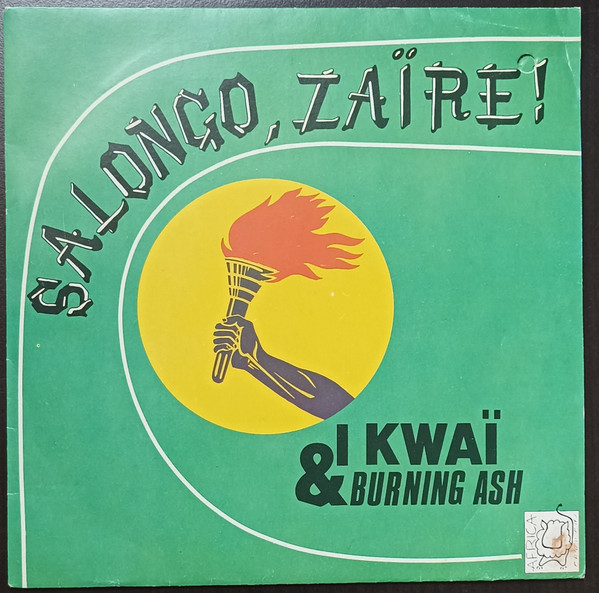 SALONGO, ZAÏRE!
I KWAÏ
& BURNING ASH
AFRICA